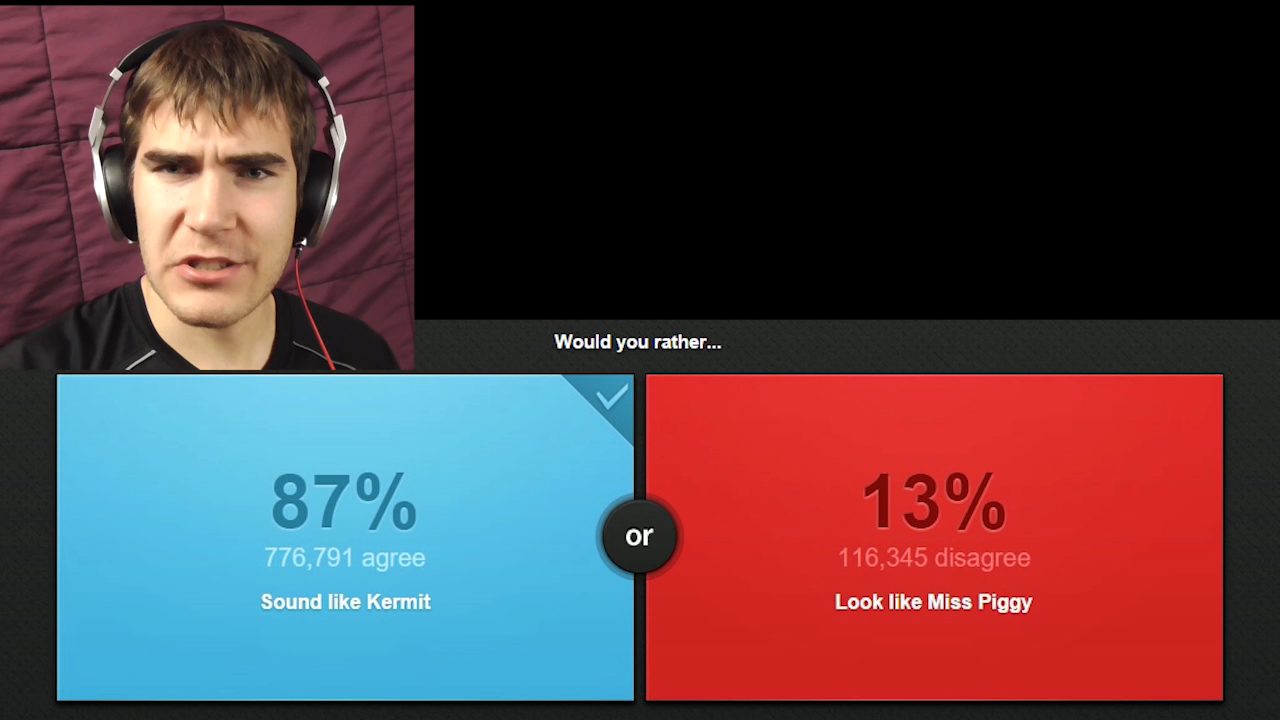 Would you rather...
87%
776,791 agree
Sound like Kermit
or
13%
116,345 disagree
Look like Miss Piggy